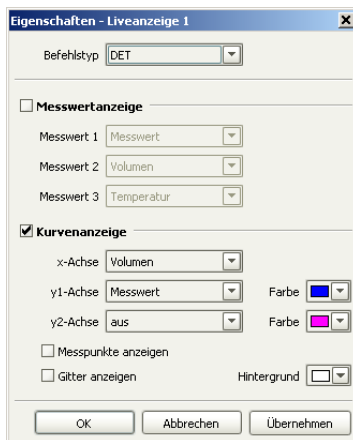 Eigenschaften - Liveanzeige 1
Befehlstyp DET
Messwertanzeige
Messwert 1 Messwert
Messwert 2 Volumen
Messwert 3 Temperatur
Kurvenanzeige
x-Achse Volumen
y1-Achse Messwert Farbe
y2-Achse aus Farbe
Messpunkte anzeigen
Gitter anzeigen Hintergrund
OK Abbrechen Übernehmen